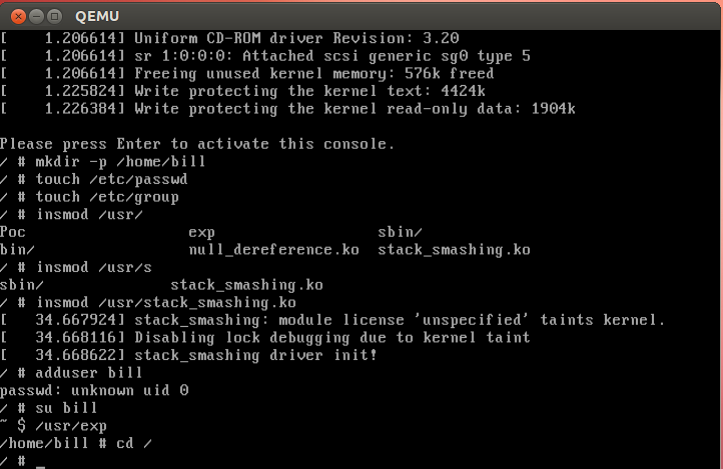 QEMU
[    1.206614] Uniform CD-ROM driver Revision: 3.20
[    1.206614] sr 1:0:0:0: Attached scsi generic sg0 type 5
[    1.206614] Freeing unused kernel memory: 576k freed
[    1.225824] Write protecting the kernel text: 4424k
[    1.226384] Write protecting the kernel read-only data: 1904k
Please press Enter to activate this console.
/ # mkdir -p /home/bill
/ # touch /etc/passwd
/ # touch /etc/group
/ # insmod /usr/
Poc                 exp                  sbin/
bin/                null_dereference.ko  stack_smashing.ko
/ # insmod /usr/s
sbin/              stack_smashing.ko
/ # insmod /usr/stack_smashing.ko
[   34.667924] stack_smashing: module license 'unspecified' taints kernel.
[   34.668116] Disabling lock debugging due to kernel taint
[   34.668622] stack_smashing driver init!
/ # adduser bill
passwd: unknown uid 0
/ # su bill
~ $ /usr/exp
/home/bill # cd /
/ # _